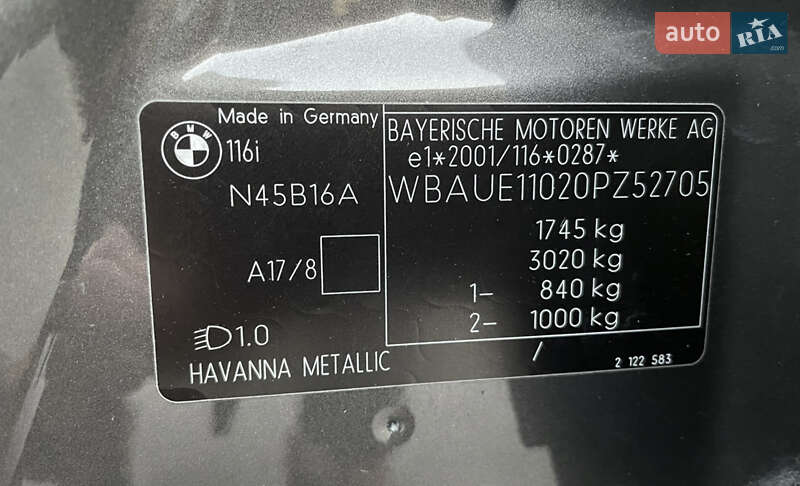 auto RIA.com
BMW
Made in Germany
116i
N45B16A
A17/8
1.0
HAVANNA METALLIC
BAYERISCHE MOTOREN WERKE AG
e1*2001/116*0287*
WBAUE11020PZ52705
1745 kg
3020 kg
1- 840 kg
2- 1000 kg
/
2 122 583